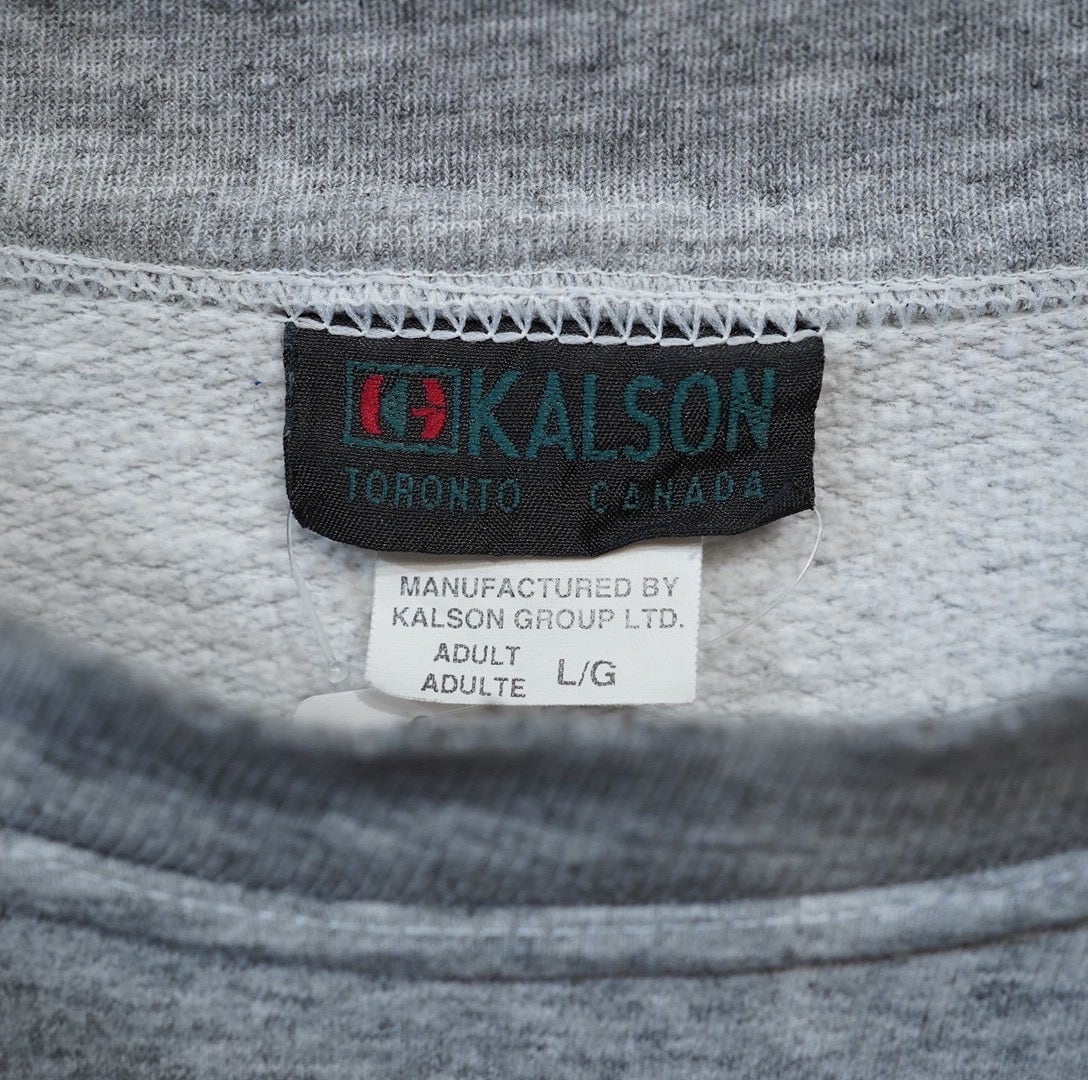 KALSON
TORONTO CANADA
MANUFACTURED BY
KALSON GROUP LTD.
ADULT
ADULTE
L/G